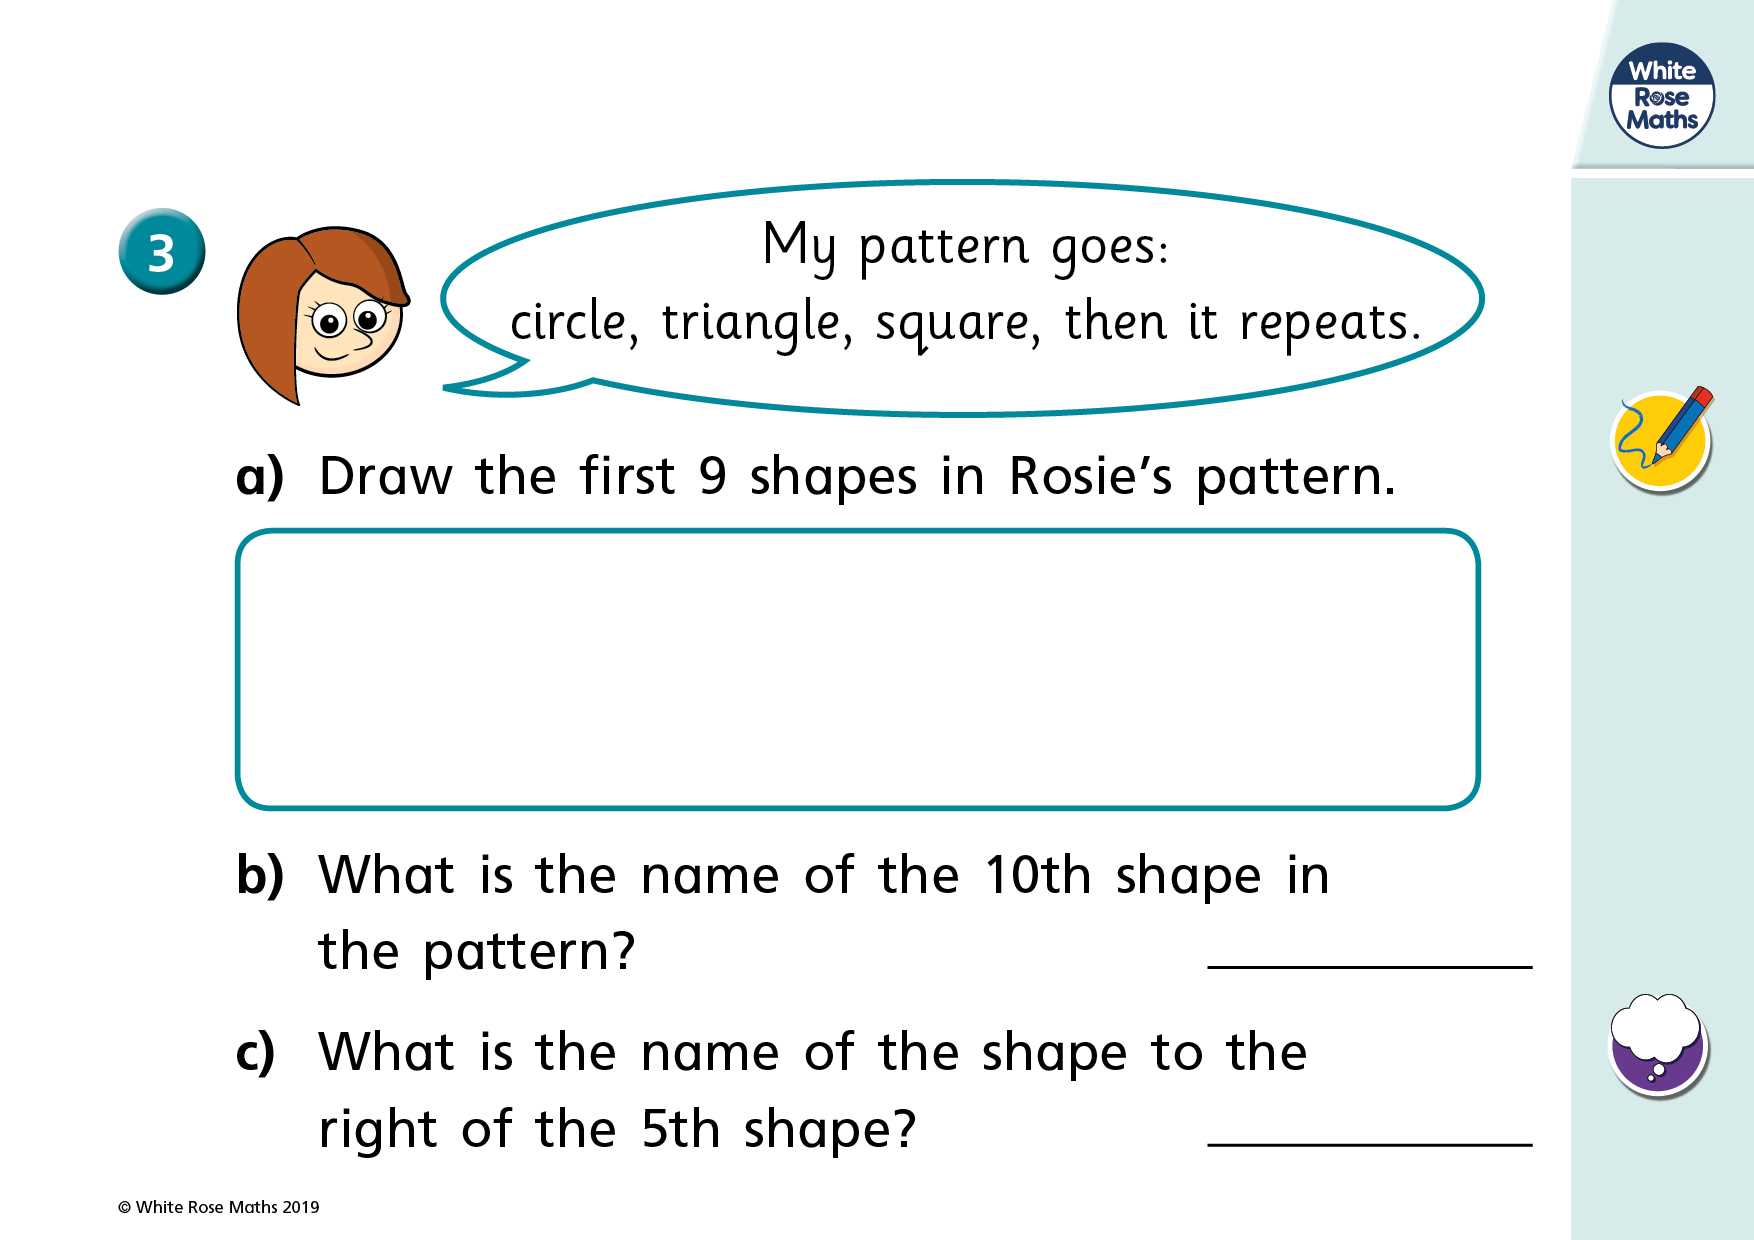 White
Rose
Maths
3
My pattern goes:
circle, triangle, square, then it repeats.
a) Draw the first 9 shapes in Rosie’s pattern.
b) What is the name of the 10th shape in
the pattern?
c) What is the name of the shape to the
right of the 5th shape?
© White Rose Maths 2019